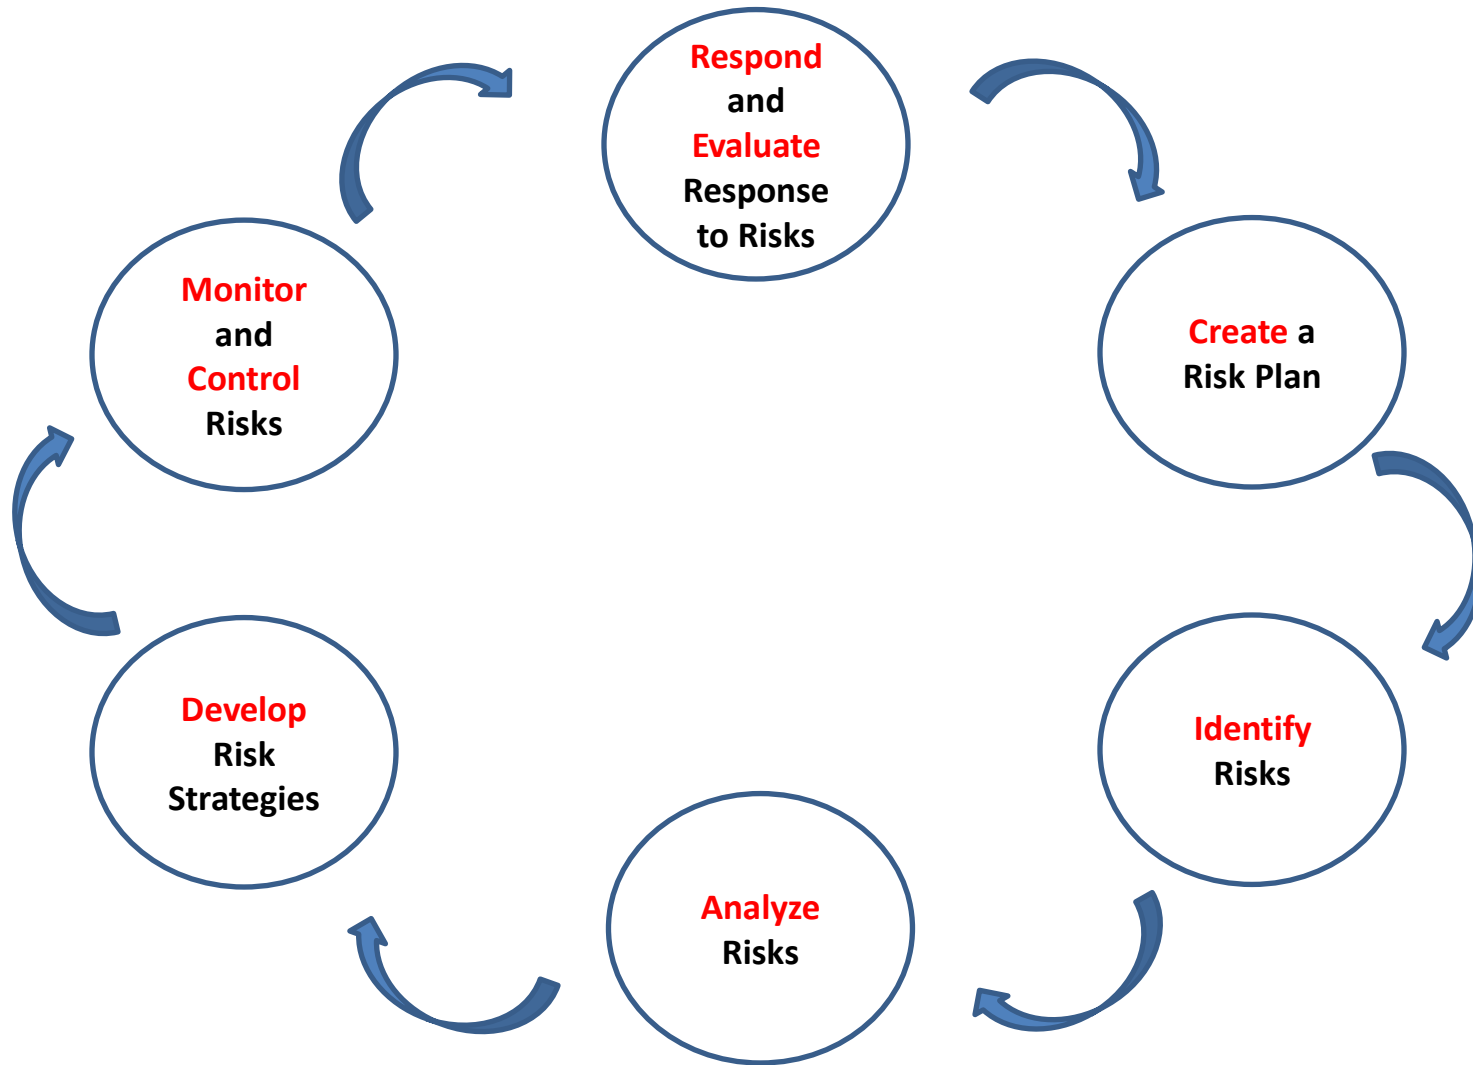 Respond
and
Evaluate
Response
to Risks
Create a
Risk Plan
Identify
Risks
Analyze
Risks
Develop
Risk
Strategies
Monitor
and
Control
Risks